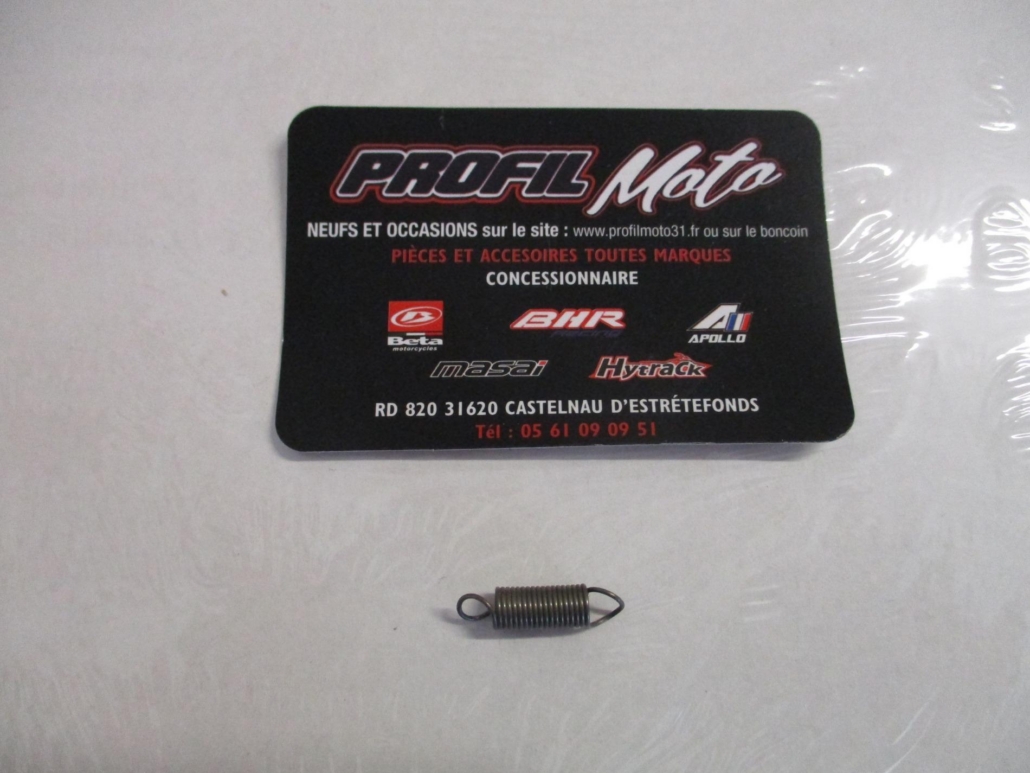 PROFIL Moto
NEUFS ET OCCASIONS sur le site : www.profilmoto31.fr ou sur le boncoin
PIÈCES ET ACCESOIRES TOUTES MARQUES
CONCESSIONNAIRE
Beta
motorcycles
BHR
APOLLO
masai
Hytrack
RD 820 31620 CASTELNAU D'ESTRÉTEFONDS
Tél : 05 61 09 09 51